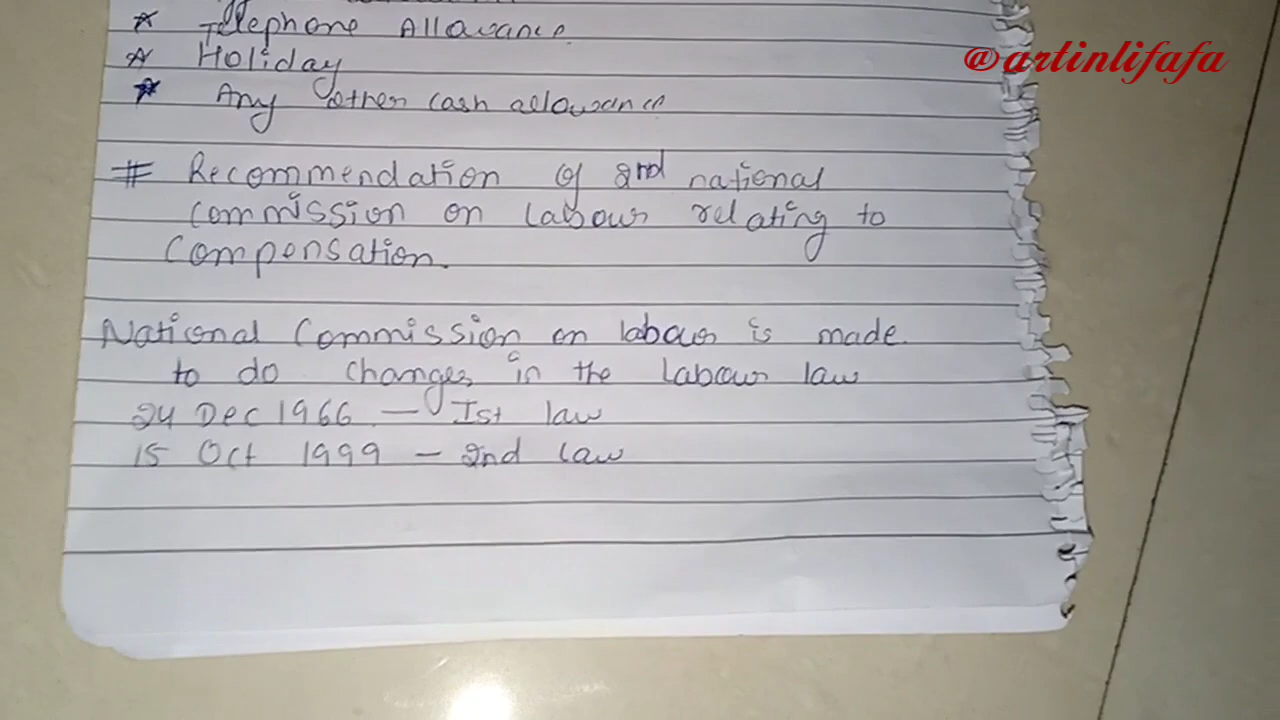 ☆ Telephone Allowance
@artinlifafa
☆ Holiday
☆ Any other cash allowance
# Recommendation of 2nd national
commission on labour relating to
compensation.
National Commission on labour is made
to do changes in the Labour law
24 Dec 1966 — Ist law
15 Oct 1999 — 2nd law